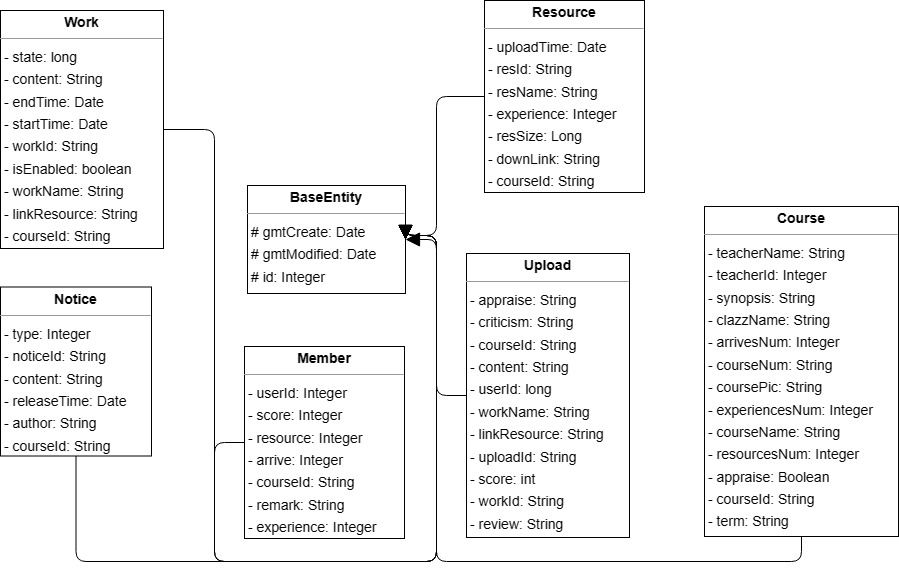 Work
- state: long
- content: String
- endTime: Date
- startTime: Date
- workId: String
- isEnabled: boolean
- workName: String
- linkResource: String
- courseId: String
Resource
- uploadTime: Date
- resId: String
- resName: String
- experience: Integer
- resSize: Long
- downLink: String
- courseId: String
BaseEntity
# gmtCreate: Date
# gmtModified: Date
# id: Integer
Course
- teacherName: String
- teacherId: Integer
- synopsis: String
- clazzName: String
- arrivesNum: Integer
- courseNum: String
- coursePic: String
- experiencesNum: Integer
- courseName: String
- resourcesNum: Integer
- appraise: Boolean
- courseId: String
- term: String
Upload
- appraise: String
- criticism: String
- courseId: String
- content: String
- userId: long
- workName: String
- linkResource: String
- uploadId: String
- score: int
- workId: String
- review: String
Notice
- type: Integer
- noticeId: String
- content: String
- releaseTime: Date
- author: String
- courseId: String
Member
- userId: Integer
- score: Integer
- resource: Integer
- arrive: Integer
- courseId: String
- remark: String
- experience: Integer